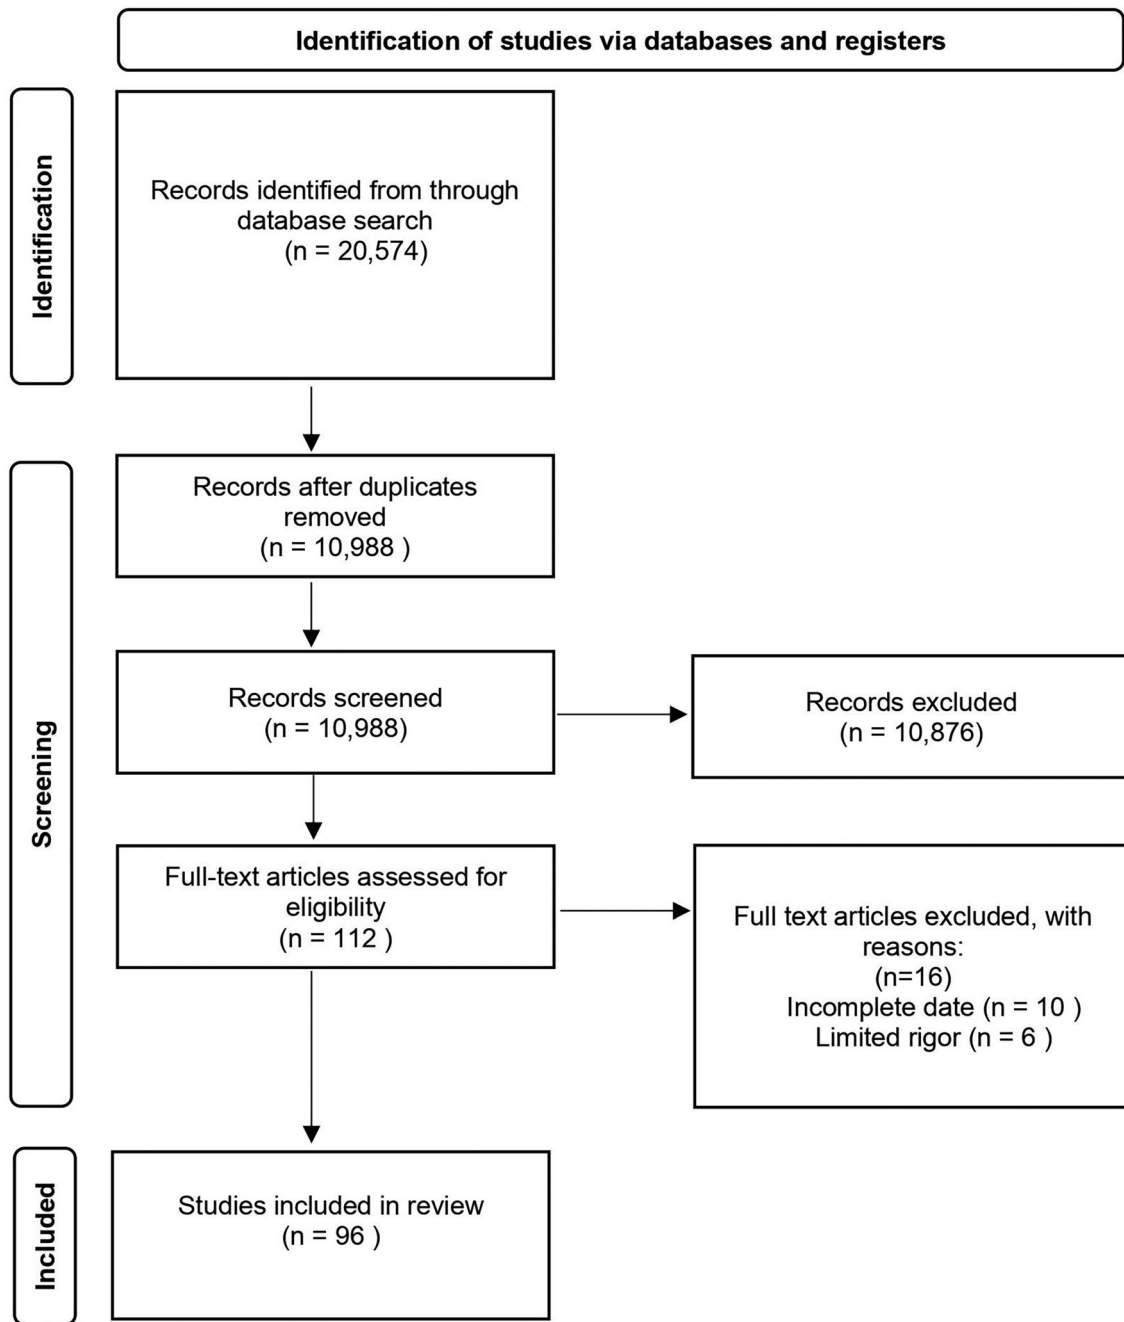 Identification of studies via databases and registers
Identification
Records identified from through
database search
(n = 20,574)
Screening
Records after duplicates
removed
(n = 10,988 )
Records screened
(n = 10,988)
Records excluded
(n = 10,876)
Full-text articles assessed for
eligibility
(n = 112 )
Full text articles excluded, with
reasons:
(n=16)
Incomplete date (n = 10 )
Limited rigor (n = 6 )
Included
Studies included in review
(n = 96 )